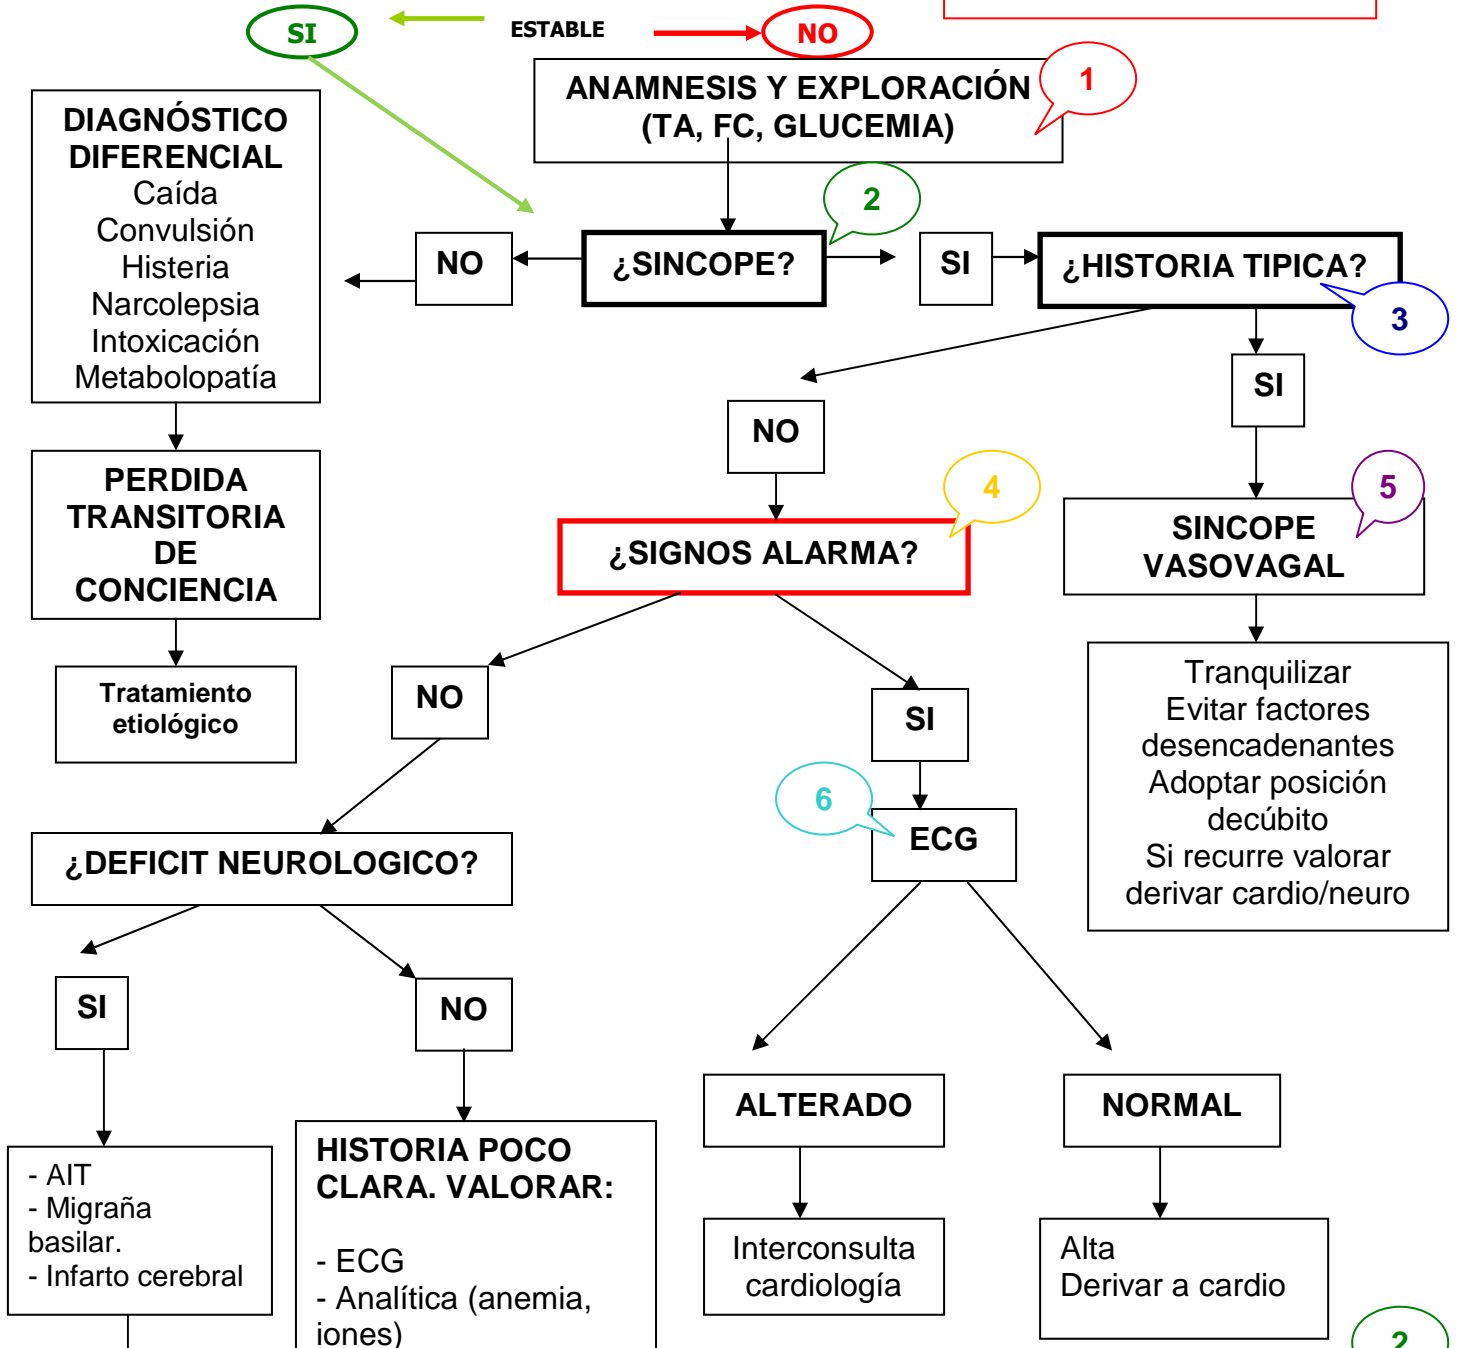 SI
ESTABLE
NO
ANAMNESIS Y EXPLORACIÓN
(TA, FC, GLUCEMIA)
1
DIAGNÓSTICO
DIFERENCIAL
Caída
Convulsión
Histeria
Narcolepsia
Intoxicación
Metabolopatía
2
NO
¿SINCOPE?
SI
¿HISTORIA TIPICA?
3
SI
NO
PERDIDA
TRANSITORIA
DE
CONCIENCIA
4
¿SIGNOS ALARMA?
5
SINCOPE
VASOVAGAL
Tratamiento
etiológico
NO
SI
Tranquilizar
Evitar factores
desencadenantes
Adoptar posición
decúbito
Si recurre valorar
derivar cardio/neuro
6
ECG
¿DEFICIT NEUROLOGICO?
SI
NO
ALTERADO
NORMAL
- AIT
- Migraña
basilar.
- Infarto cerebral
HISTORIA POCO
CLARA. VALORAR:
- ECG
- Analítica (anemia,
iones)
Interconsulta
cardiología
Alta
Derivar a cardio
2